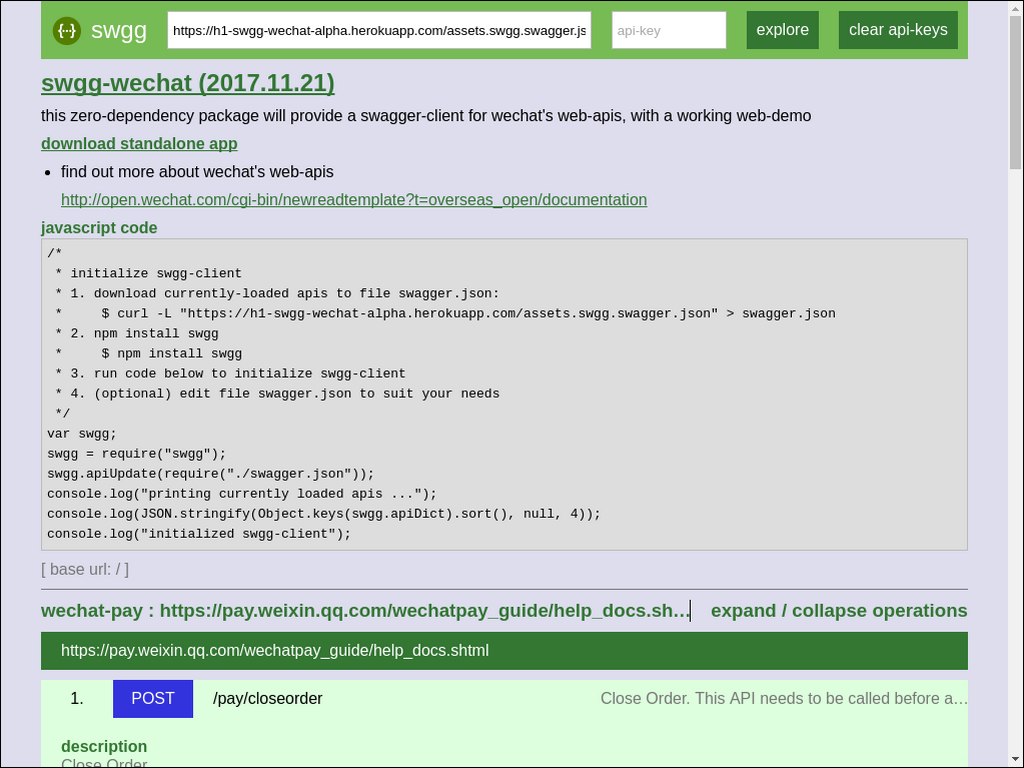 {··} swgg https://h1-swgg-wechat-alpha.herokuapp.com/assets.swgg.swagger.js api-key explore clear api-keys
swgg-wechat (2017.11.21)
this zero-dependency package will provide a swagger-client for wechat's web-apis, with a working web-demo
download standalone app
• find out more about wechat's web-apis
http://open.wechat.com/cgi-bin/newreadtemplate?t=overseas_open/documentation
javascript code
/*
 * initialize swgg-client
 * 1. download currently-loaded apis to file swagger.json:
 *     $ curl -L "https://h1-swgg-wechat-alpha.herokuapp.com/assets.swgg.swagger.json" > swagger.json
 * 2. npm install swgg
 *     $ npm install swgg
 * 3. run code below to initialize swgg-client
 * 4. (optional) edit file swagger.json to suit your needs
 */
var swgg;
swgg = require("swgg");
swgg.apiUpdate(require("./swagger.json"));
console.log("printing currently loaded apis ...");
console.log(JSON.stringify(Object.keys(swgg.apiDict).sort(), null, 4));
console.log("initialized swgg-client");
[ base url: / ]
wechat-pay : https://pay.weixin.qq.com/wechatpay_guide/help_docs.sh… expand / collapse operations
https://pay.weixin.qq.com/wechatpay_guide/help_docs.shtml
1. POST /pay/closeorder Close Order. This API needs to be called before a…
description
Close Order